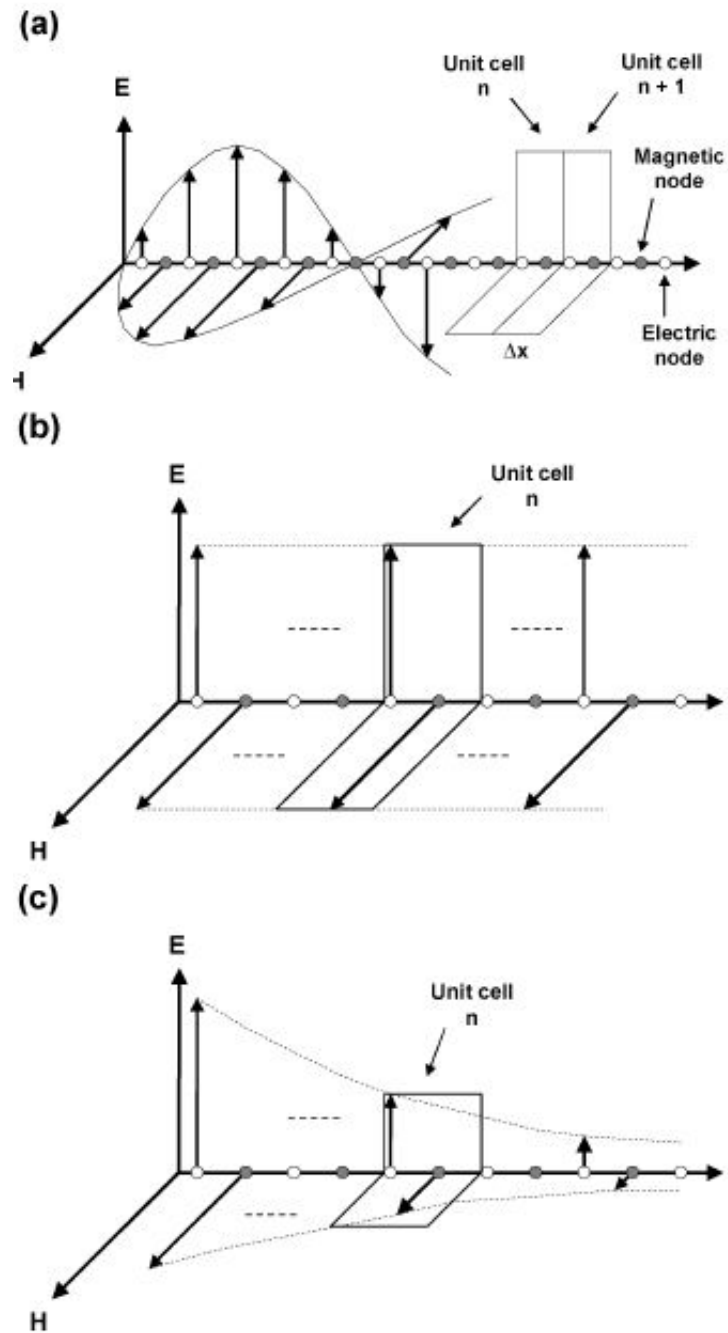 (a)
E
Unit cell
n
Unit cell
n + 1
Magnetic
node
Electric
node
Δx
H
(b)
E
Unit cell
n
-----
-----
-----
-----
H
(c)
E
Unit cell
n
-----
-----
H